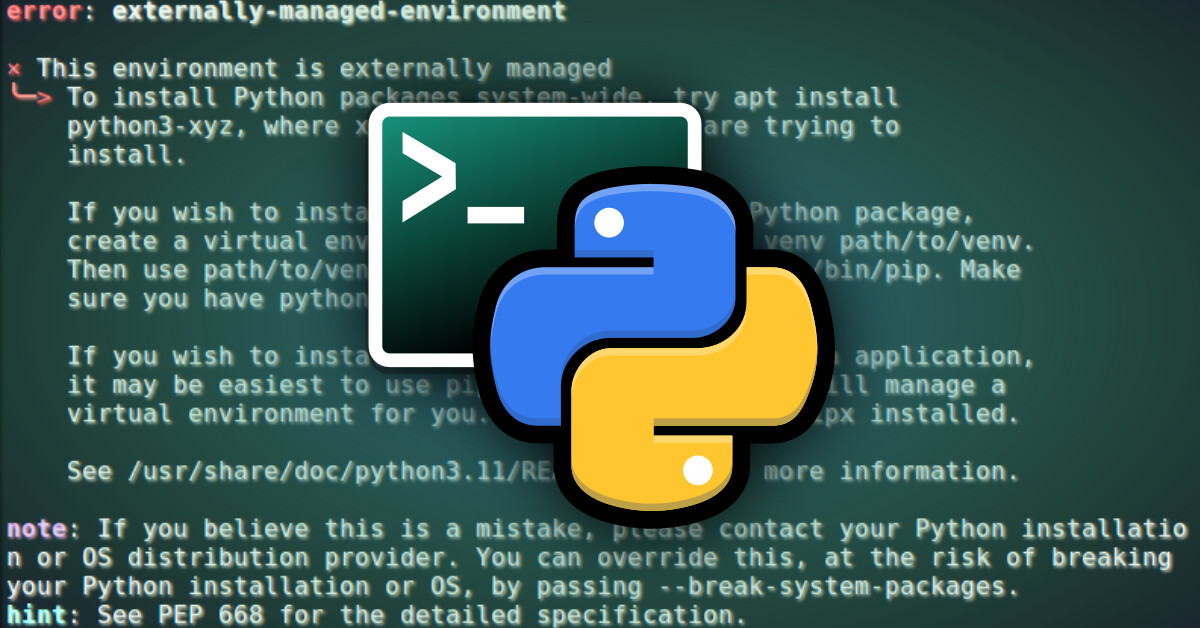 error: externally-managed-environment
× This environment is externally managed
╰─> To install Python packages system-wide, try apt install
python3-xyz, where x are trying to
install.
If you wish to insta Python package,
create a virtual env venv path/to/venv.
Then use path/to/ven /bin/pip. Make
sure you have python
If you wish to insta application,
it may be easiest to use pi ill manage a
virtual environment for you. ipx installed.
See /usr/share/doc/python3.11/RE more information.
>_
note: If you believe this is a mistake, please contact your Python installatio
n or OS distribution provider. You can override this, at the risk of breaking
your Python installation or OS, by passing --break-system-packages.
hint: See PEP 668 for the detailed specification.